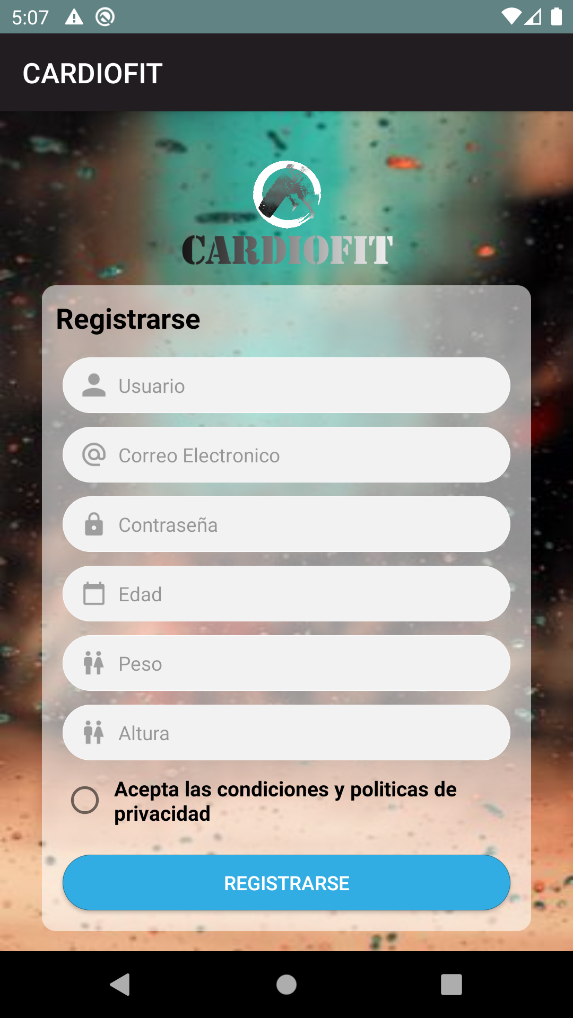 5:07
CARDIOFIT
CARDIOFIT
Registrarse
Usuario
Correo Electronico
Contraseña
Edad
Peso
Altura
Acepta las condiciones y politicas de
privacidad
REGISTRARSE